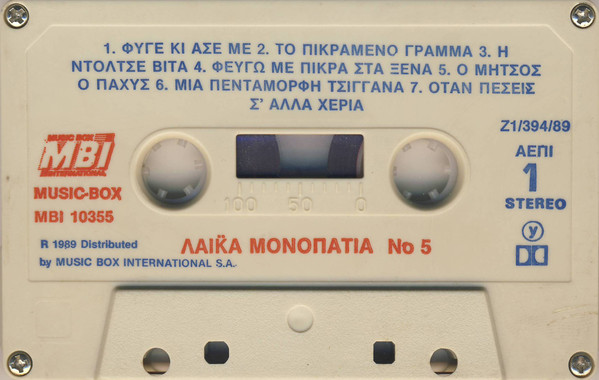 1. ΦΥΓΕ ΚΙ ΑΣΕ ΜΕ 2. ΤΟ ΠΙΚΡΑΜΕΝΟ ΓΡΑΜΜΑ 3. Η
ΝΤΟΛΤΣΕ ΒΙΤΑ 4. ΦΕΥΓΩ ΜΕ ΠΙΚΡΑ ΣΤΑ ΞΕΝΑ 5. Ο ΜΗΤΣΟΣ
Ο ΠΑΧΥΣ 6. ΜΙΑ ΠΕΝΤΑΜΟΡΦΗ ΤΣΙΓΓΑΝΑ 7. ΟΤΑΝ ΠΕΣΕΙΣ
Σ' ΑΛΛΑ ΧΕΡΙΑ
Z1/394/89
MUSIC BOX
MBI
INTERNATIONAL
ΑΕΠΙ
1
STEREO
MUSIC-BOX
MBI 10355
100 50 0
R 1989 Distributed
by MUSIC BOX INTERNATIONAL S.A.
ΛΑΪΚΑ ΜΟΝΟΠΑΤΙΑ No 5
y